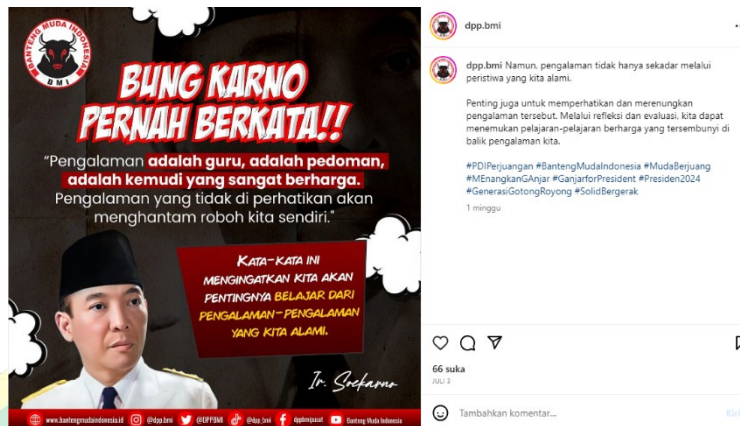 BANTENG MUDA INDONESIA
BMI
BUNG KARNO
PERNAH BERKATA!!
“Pengalaman adalah guru, adalah pedoman,
adalah kemudi yang sangat berharga.
Pengalaman yang tidak di perhatikan akan
menghantam roboh kita sendiri.”
KATA-KATA INI
MENGINGATKAN KITA AKAN
PENTINGNYA BELAJAR DARI
PENGALAMAN-PENGALAMAN
YANG KITA ALAMI.
Ir. Soekarno
www.bantengmudaindonesia.id @dpp.bmi @DPPBMI @dpp_bmi dppbmipusat Banteng Muda Indonesia
dpp.bmi
dpp.bmi Namun, pengalaman tidak hanya sekadar melalui
peristiwa yang kita alami.
Penting juga untuk memperhatikan dan merenungkan
pengalaman tersebut. Melalui refleksi dan evaluasi, kita dapat
menemukan pelajaran-pelajaran berharga yang tersembunyi di
balik pengalaman kita.
#PDIPerjuangan #BantengMudaIndonesia #MudaBerjuang
#MEnangkanGAnjar #GanjarforPresident #Presiden2024
#GenerasiGotongRoyong #SolidBergerak
1 minggu
66 suka
JULI 3
Tambahkan komentar...